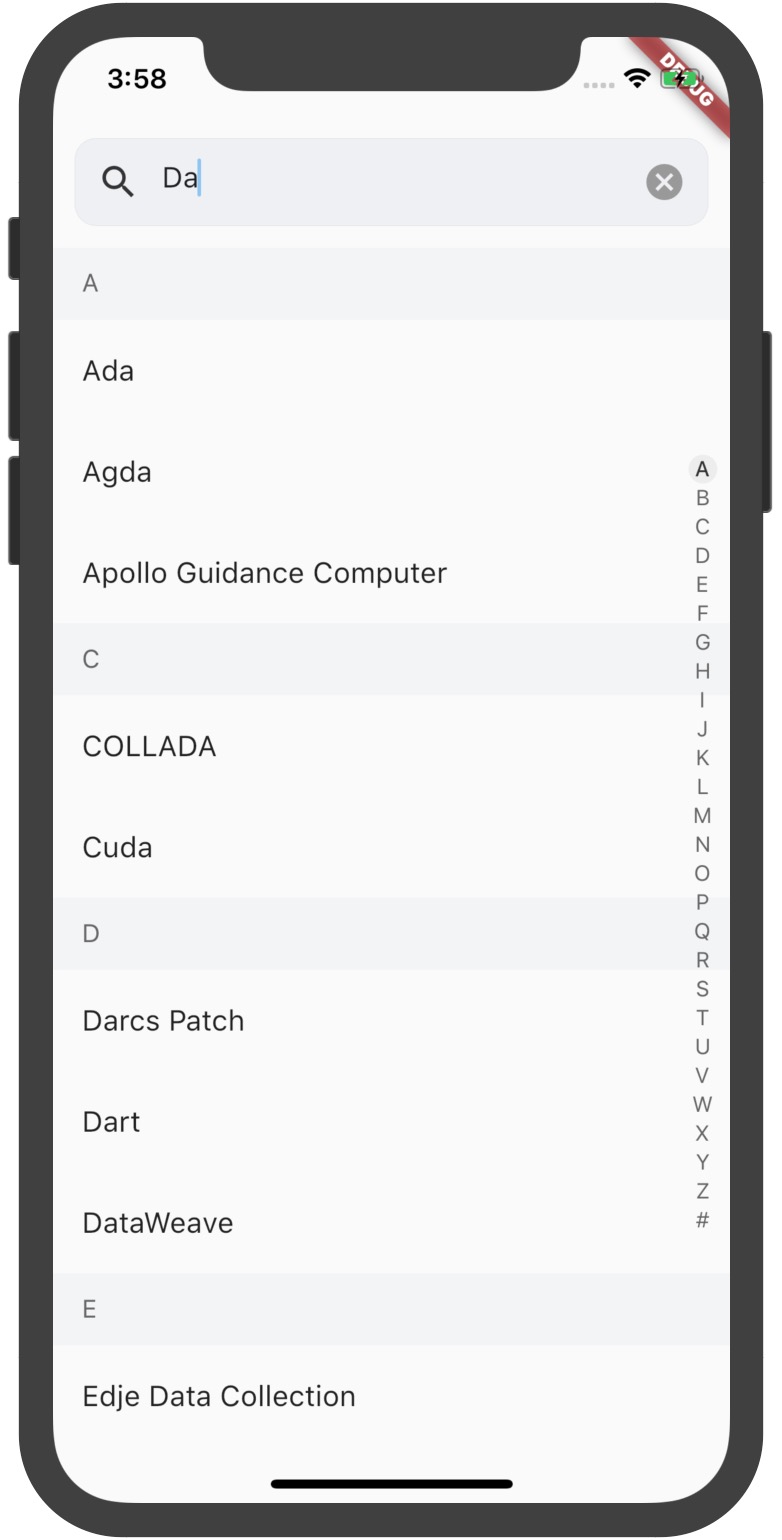 3:58
DEBUG
Da
A
Ada
Agda
Apollo Guidance Computer
C
COLLADA
Cuda
D
Darcs Patch
Dart
DataWeave
E
Edje Data Collection
A
B
C
D
E
F
G
H
I
J
K
L
M
N
O
P
Q
R
S
T
U
V
W
X
Y
Z
#